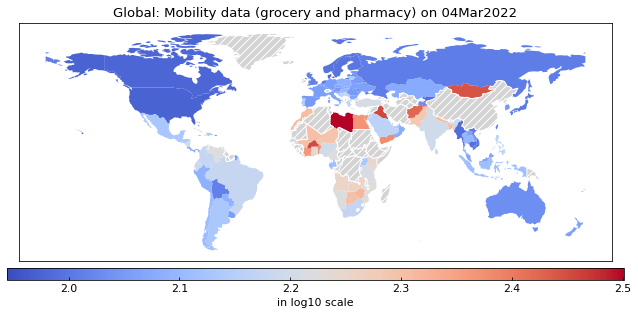 Global: Mobility data (grocery and pharmacy) on 04Mar2022
2.0 2.1 2.2 2.3 2.4 2.5
in log10 scale